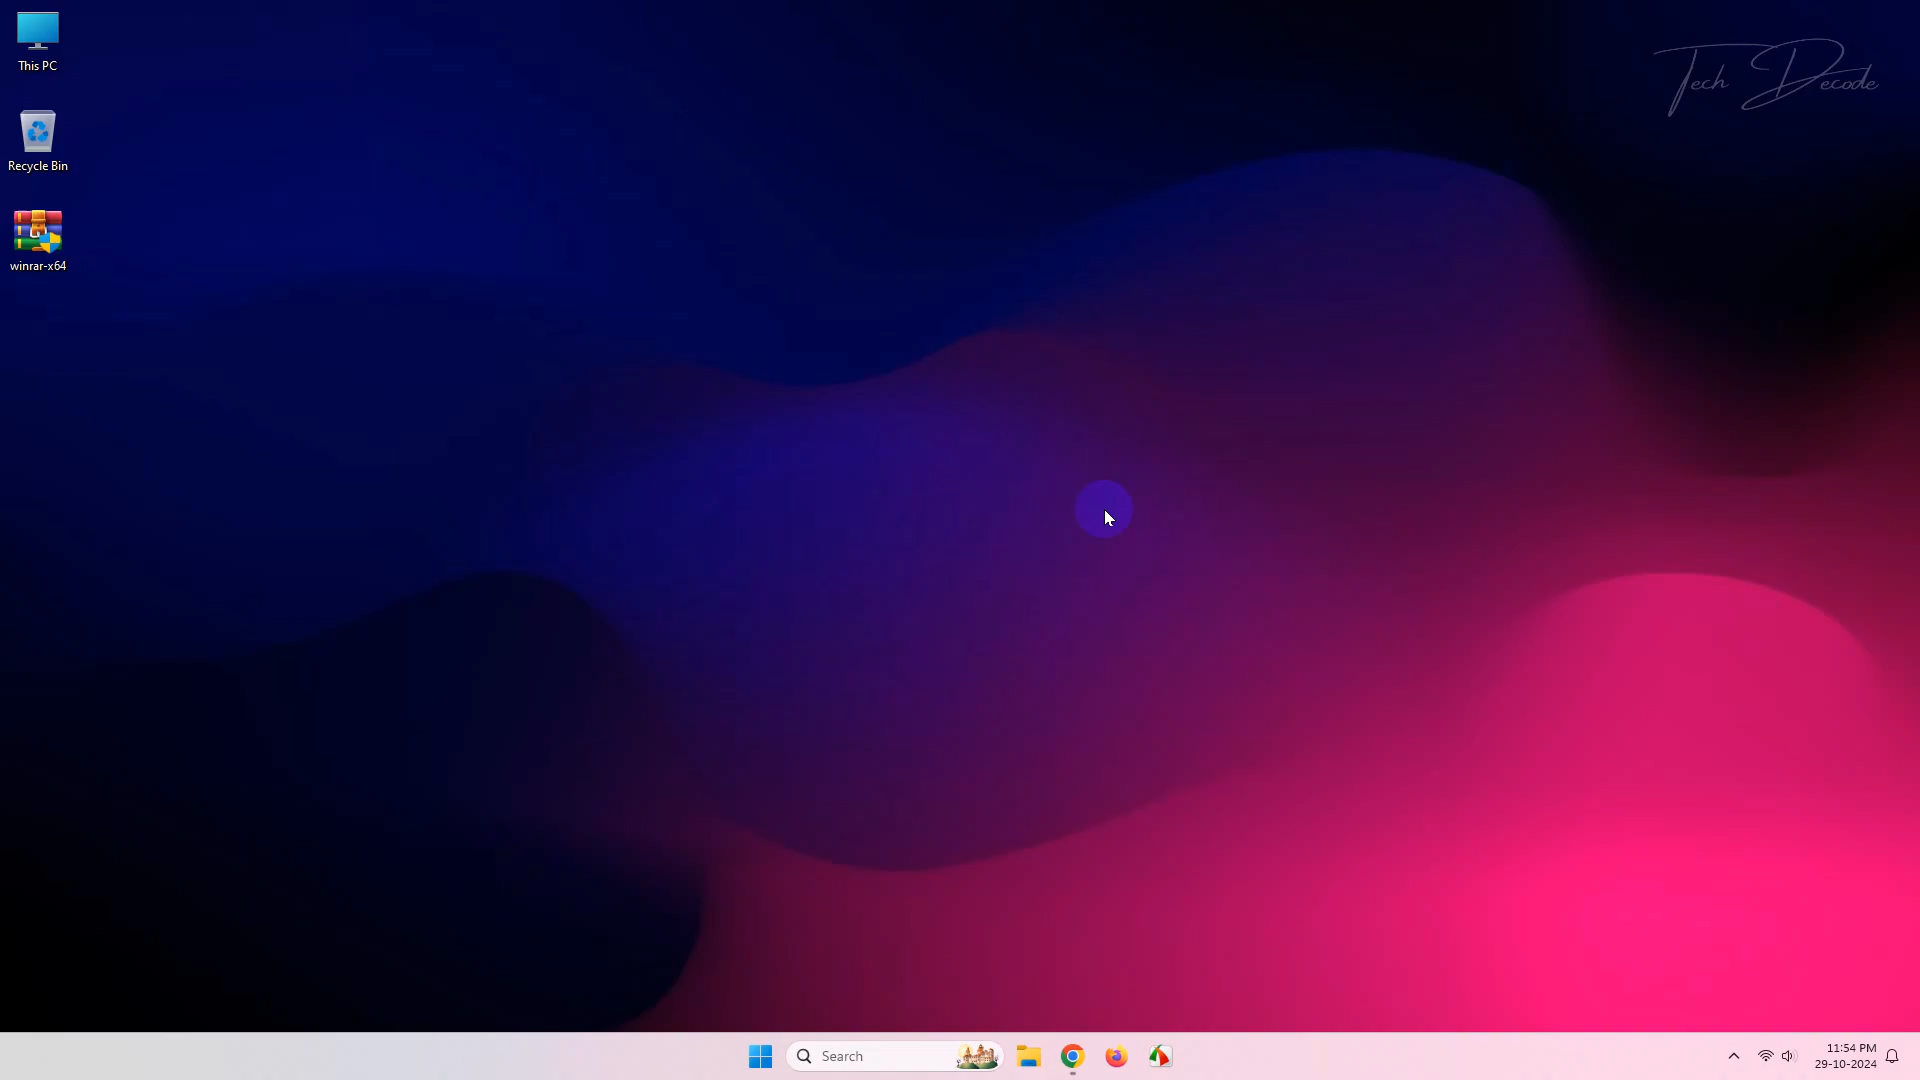 This PC
Recycle Bin
winrar-x64
Tech Decode
Search
11:54 PM
29-10-2024